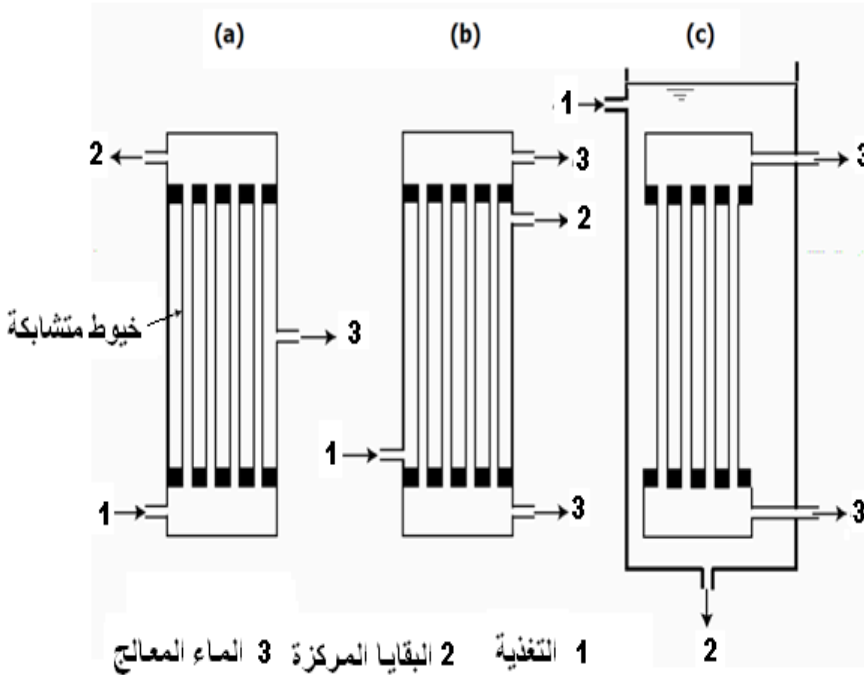 (a) (b) (c)
1
2 3 3
2
خيوط متشابكة
3
1
1 3 3
1 التغذية 2 البقايا المركزة 3 الماء المعالج
2